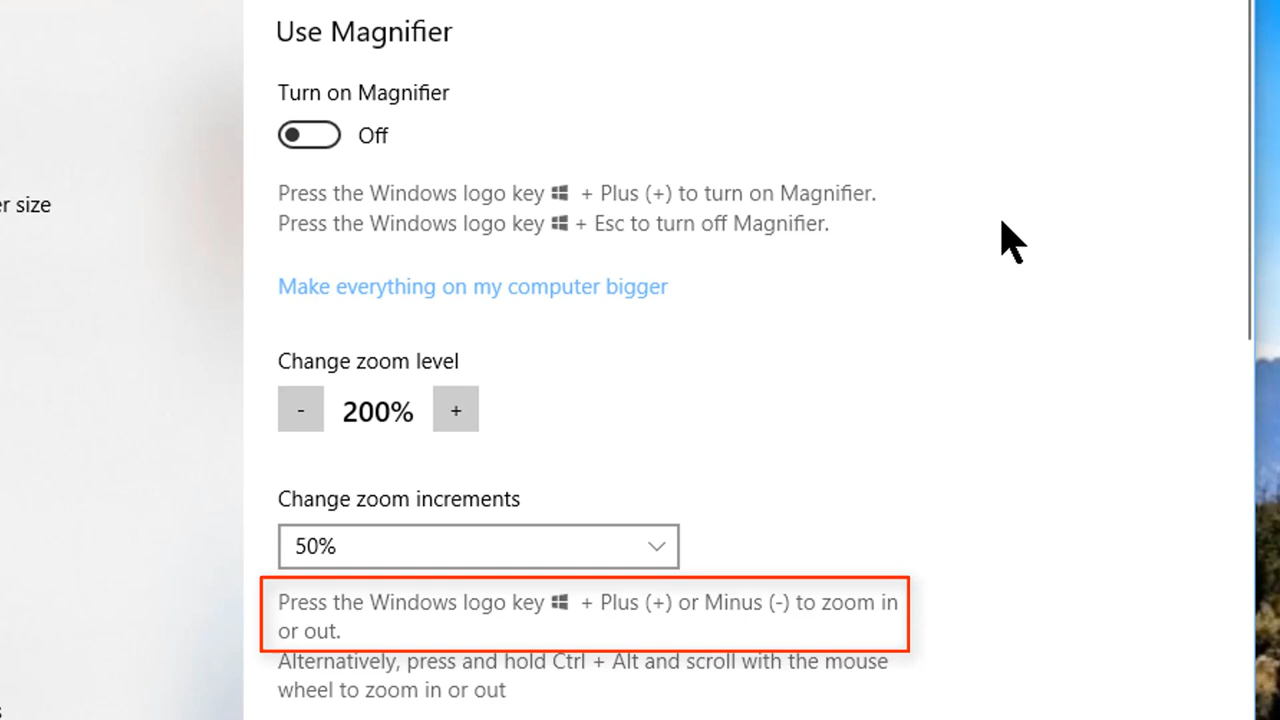 Use Magnifier
Turn on Magnifier
Off
Press the Windows logo key + Plus (+) to turn on Magnifier.
Press the Windows logo key + Esc to turn off Magnifier.
er size
Make everything on my computer bigger
Change zoom level
- 200% +
Change zoom increments
50%
Press the Windows logo key + Plus (+) or Minus (-) to zoom in
or out.
Alternatively, press and hold Ctrl + Alt and scroll with the mouse
wheel to zoom in or out